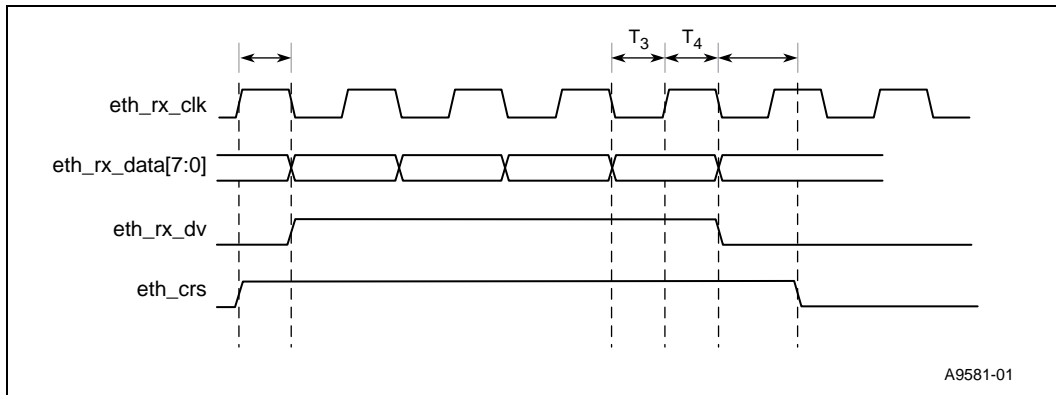 T3 T4
eth_rx_clk
eth_rx_data[7:0]
eth_rx_dv
eth_crs
A9581-01